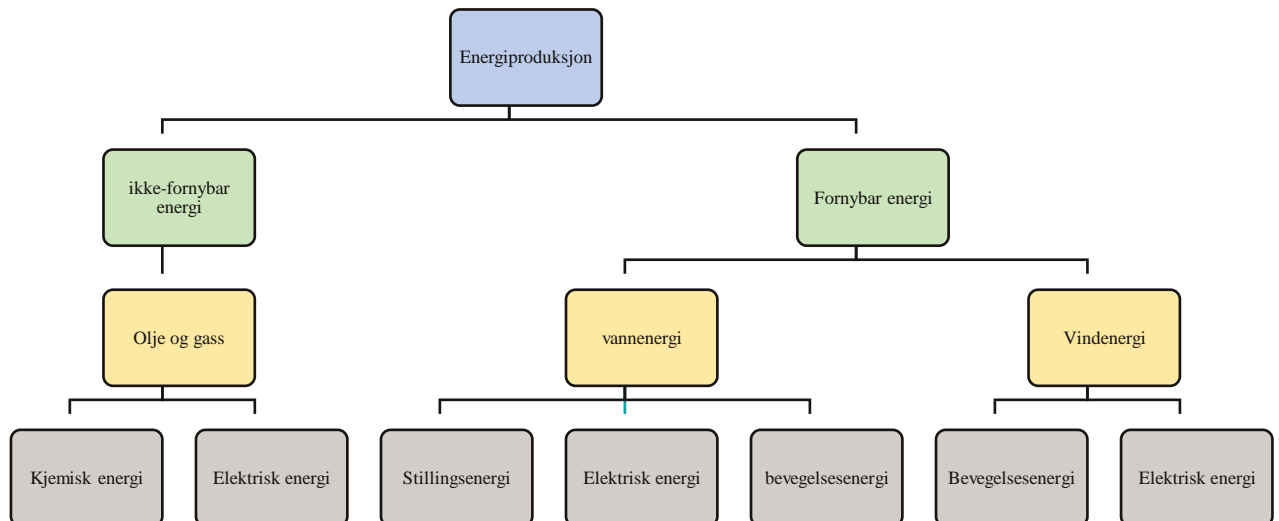 Energiproduksjon
ikke-fornybar
energi
Fornybar energi
Olje og gass
vannenergi
Vindenergi
Kjemisk energi
Elektrisk energi
Stillingsenergi
Elektrisk energi
bevegelsesenergi
Bevegelsesenergi
Elektrisk energi